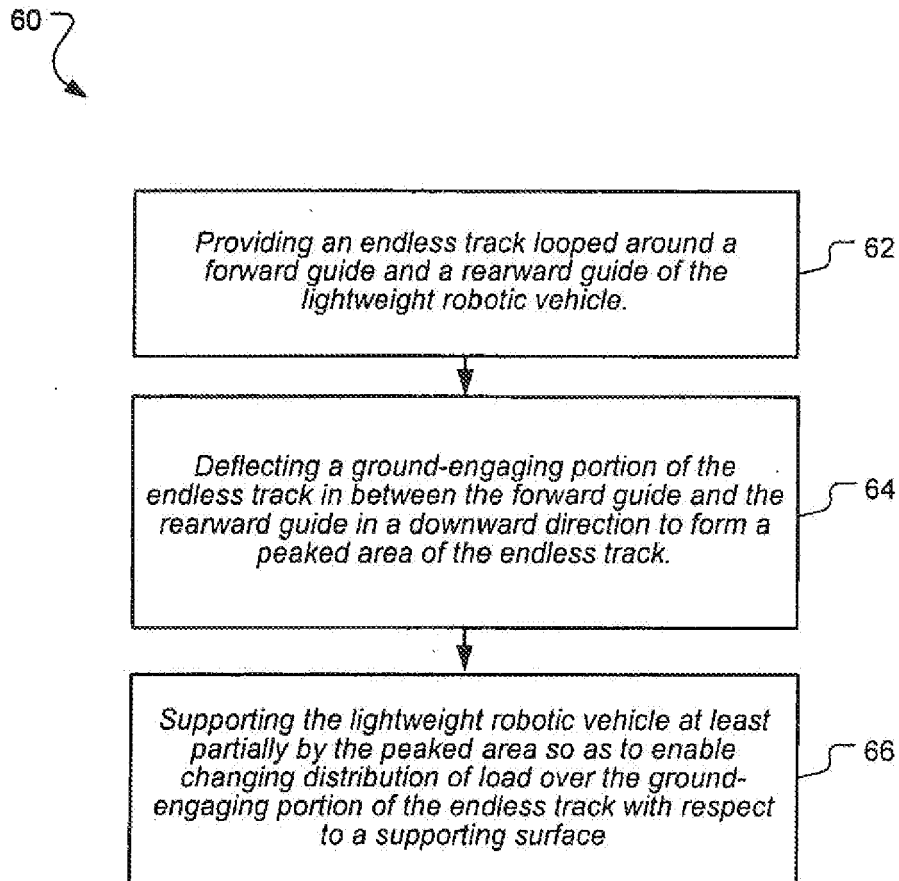 60
Providing an endless track looped around a
forward guide and a rearward guide of the
lightweight robotic vehicle.
62
Deflecting a ground-engaging portion of the
endless track in between the forward guide and the
rearward guide in a downward direction to form a
peaked area of the endless track.
64
Supporting the lightweight robotic vehicle at least
partially by the peaked area so as to enable
changing distribution of load over the ground-
engaging portion of the endless track with respect
to a supporting surface
66